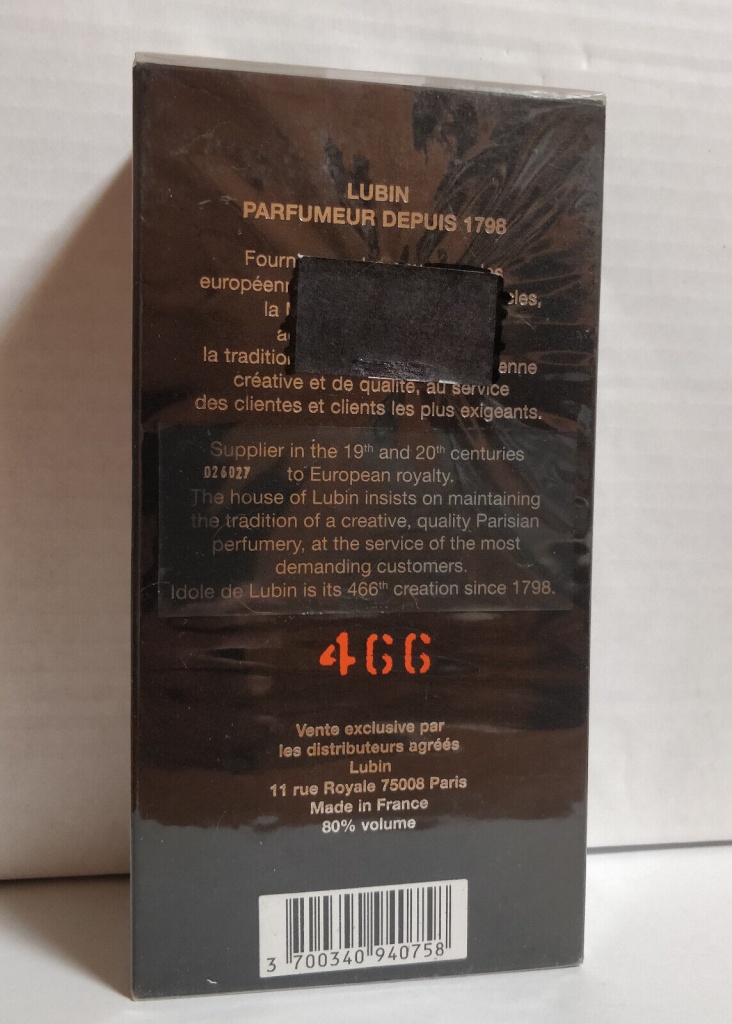 LUBIN
PARFUMEUR DEPUIS 1798
européen
la
la tradition
créative et de qualité, au service
des clientes et clients les plus exigeants.
Supplier in the 19th and 20th centuries
026027 to European royalty.
The house of Lubin insists on maintaining
the tradition of a creative, quality Parisian
perfumery, at the service of the most
demanding customers.
Idole de Lubin is its 466th creation since 1798.
466
Vente exclusive par
les distributeurs agréés
Lubin
11 rue Royale 75008 Paris
Made in France
80% volume
3 700340 940758